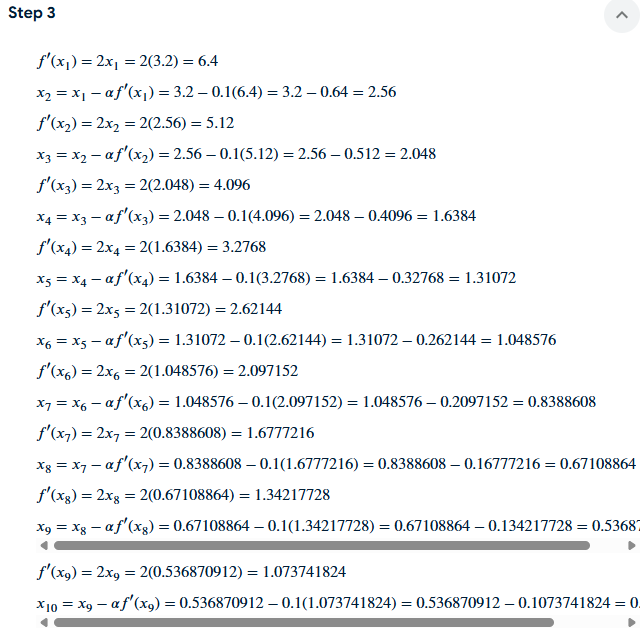 Step 3
f′(x₁) = 2x₁ = 2(3.2) = 6.4
x₂ = x₁ − αf′(x₁) = 3.2 − 0.1(6.4) = 3.2 − 0.64 = 2.56
f′(x₂) = 2x₂ = 2(2.56) = 5.12
x₃ = x₂ − αf′(x₂) = 2.56 − 0.1(5.12) = 2.56 − 0.512 = 2.048
f′(x₃) = 2x₃ = 2(2.048) = 4.096
x₄ = x₃ − αf′(x₃) = 2.048 − 0.1(4.096) = 2.048 − 0.4096 = 1.6384
f′(x₄) = 2x₄ = 2(1.6384) = 3.2768
x₅ = x₄ − αf′(x₄) = 1.6384 − 0.1(3.2768) = 1.6384 − 0.32768 = 1.31072
f′(x₅) = 2x₅ = 2(1.31072) = 2.62144
x₆ = x₅ − αf′(x₅) = 1.31072 − 0.1(2.62144) = 1.31072 − 0.262144 = 1.048576
f′(x₆) = 2x₆ = 2(1.048576) = 2.097152
x₇ = x₆ − αf′(x₆) = 1.048576 − 0.1(2.097152) = 1.048576 − 0.2097152 = 0.8388608
f′(x₇) = 2x₇ = 2(0.8388608) = 1.6777216
x₈ = x₇ − αf′(x₇) = 0.8388608 − 0.1(1.6777216) = 0.8388608 − 0.16777216 = 0.67108864
f′(x₈) = 2x₈ = 2(0.67108864) = 1.34217728
x₉ = x₈ − αf′(x₈) = 0.67108864 − 0.1(1.34217728) = 0.67108864 − 0.134217728 = 0.5368
f′(x₉) = 2x₉ = 2(0.536870912) = 1.073741824
x₁₀ = x₉ − αf′(x₉) = 0.536870912 − 0.1(1.073741824) = 0.536870912 − 0.1073741824 = 0.